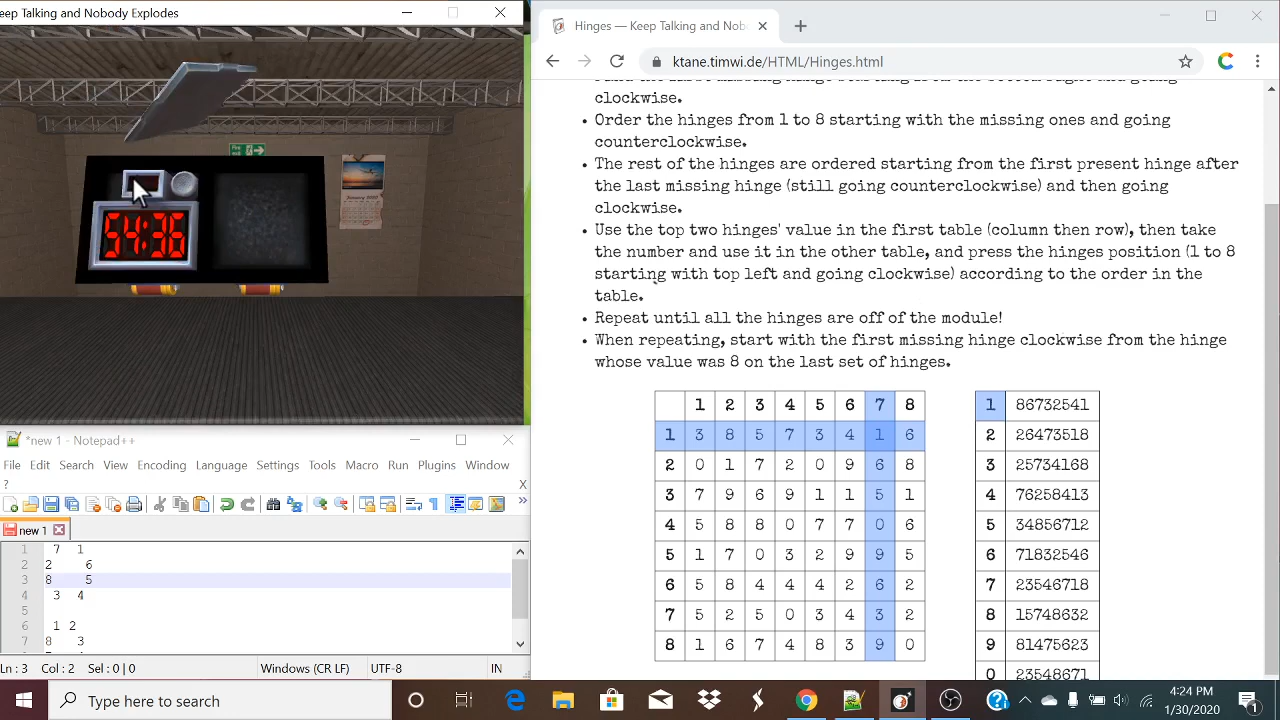 eep Talking and Nobody Explodes
Fire exit
January
54:36
Hinges — Keep Talking and Nob
ktane.timwi.de/HTML/Hinges.html
clockwise.
Order the hinges from 1 to 8 starting with the missing ones and going
counterclockwise.
The rest of the hinges are ordered starting from the first present hinge after
the last missing hinge (still going counterclockwise) and then going
clockwise.
Use the top two hinges' value in the first table (column then row), then take
the number and use it in the other table, and press the hinges position (1 to 8
starting with top left and going clockwise) according to the order in the
table.
Repeat until all the hinges are off of the module!
When repeating, start with the first missing hinge clockwise from the hinge
whose value was 8 on the last set of hinges.
1 2 3 4 5 6 7 8
1 3 8 5 7 3 4 1 6
2 0 1 7 2 0 9 6 8
3 7 9 6 9 1 1 5 1
4 5 8 8 0 7 7 0 6
5 1 7 0 3 2 9 9 5
6 5 8 4 4 4 2 6 2
7 5 2 5 0 3 4 3 2
8 1 6 7 4 8 3 9 0
1 86732541
2 26473518
3 25734168
4 76258413
5 34856712
6 71832546
7 23546718
8 15748632
9 81475623
0 23548671
*new 1 - Notepad++
File Edit Search View Encoding Language Settings Tools Macro Run Plugins Window
? X
new 1
1 7 1
2 2 6
3 8 5
4 3 4
5
6 1 2
7 8 3
Ln : 3 Col : 2 Sel : 0 | 0 Windows (CR LF) UTF-8 IN
Type here to search
4:24 PM
1/30/2020
1